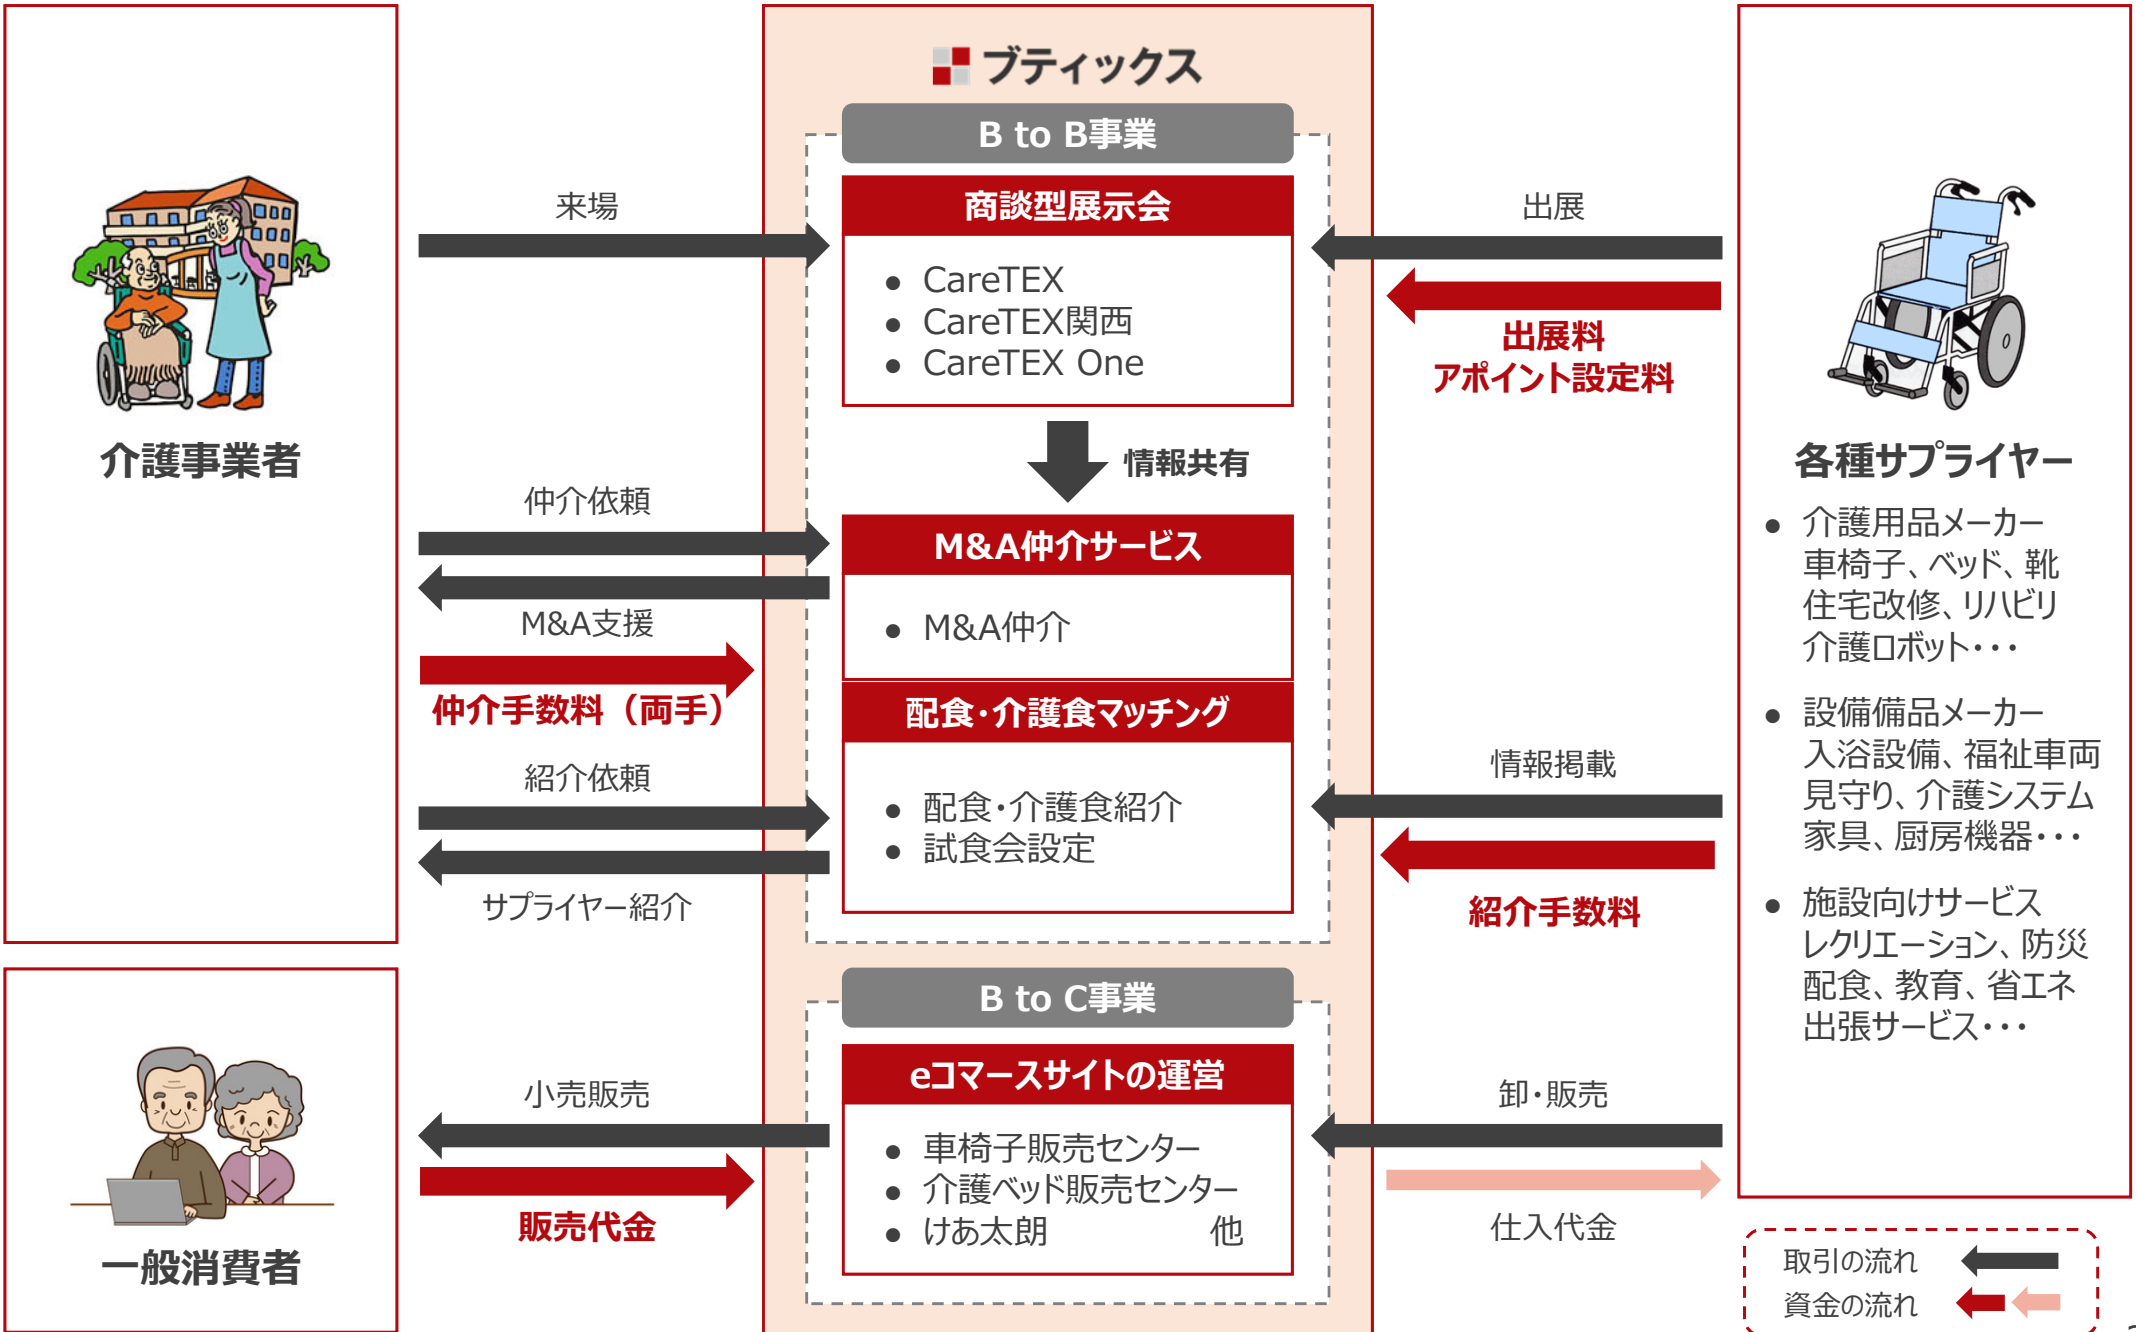 ブティックス
B to B事業
商談型展示会
● CareTEX
● CareTEX関西
● CareTEX One
情報共有
M&A仲介サービス
● M&A仲介
配食・介護食マッチング
● 配食・介護食紹介
● 試食会設定
B to C事業
eコマースサイトの運営
● 車椅子販売センター
● 介護ベッド販売センター
● けあ太朗 他
介護事業者
来場
仲介依頼
M&A支援
仲介手数料（両手）
紹介依頼
サプライヤー紹介
一般消費者
小売販売
販売代金
出展
出展料
アポイント設定料
情報掲載
紹介手数料
卸・販売
仕入代金
各種サプライヤー
● 介護用品メーカー
車椅子、ベッド、靴
住宅改修、リハビリ
介護ロボット・・・
● 設備備品メーカー
入浴設備、福祉車両
見守り、介護システム
家具、厨房機器・・・
● 施設向けサービス
レクリエーション、防災
配食、教育、省エネ
出張サービス・・・
取引の流れ
資金の流れ